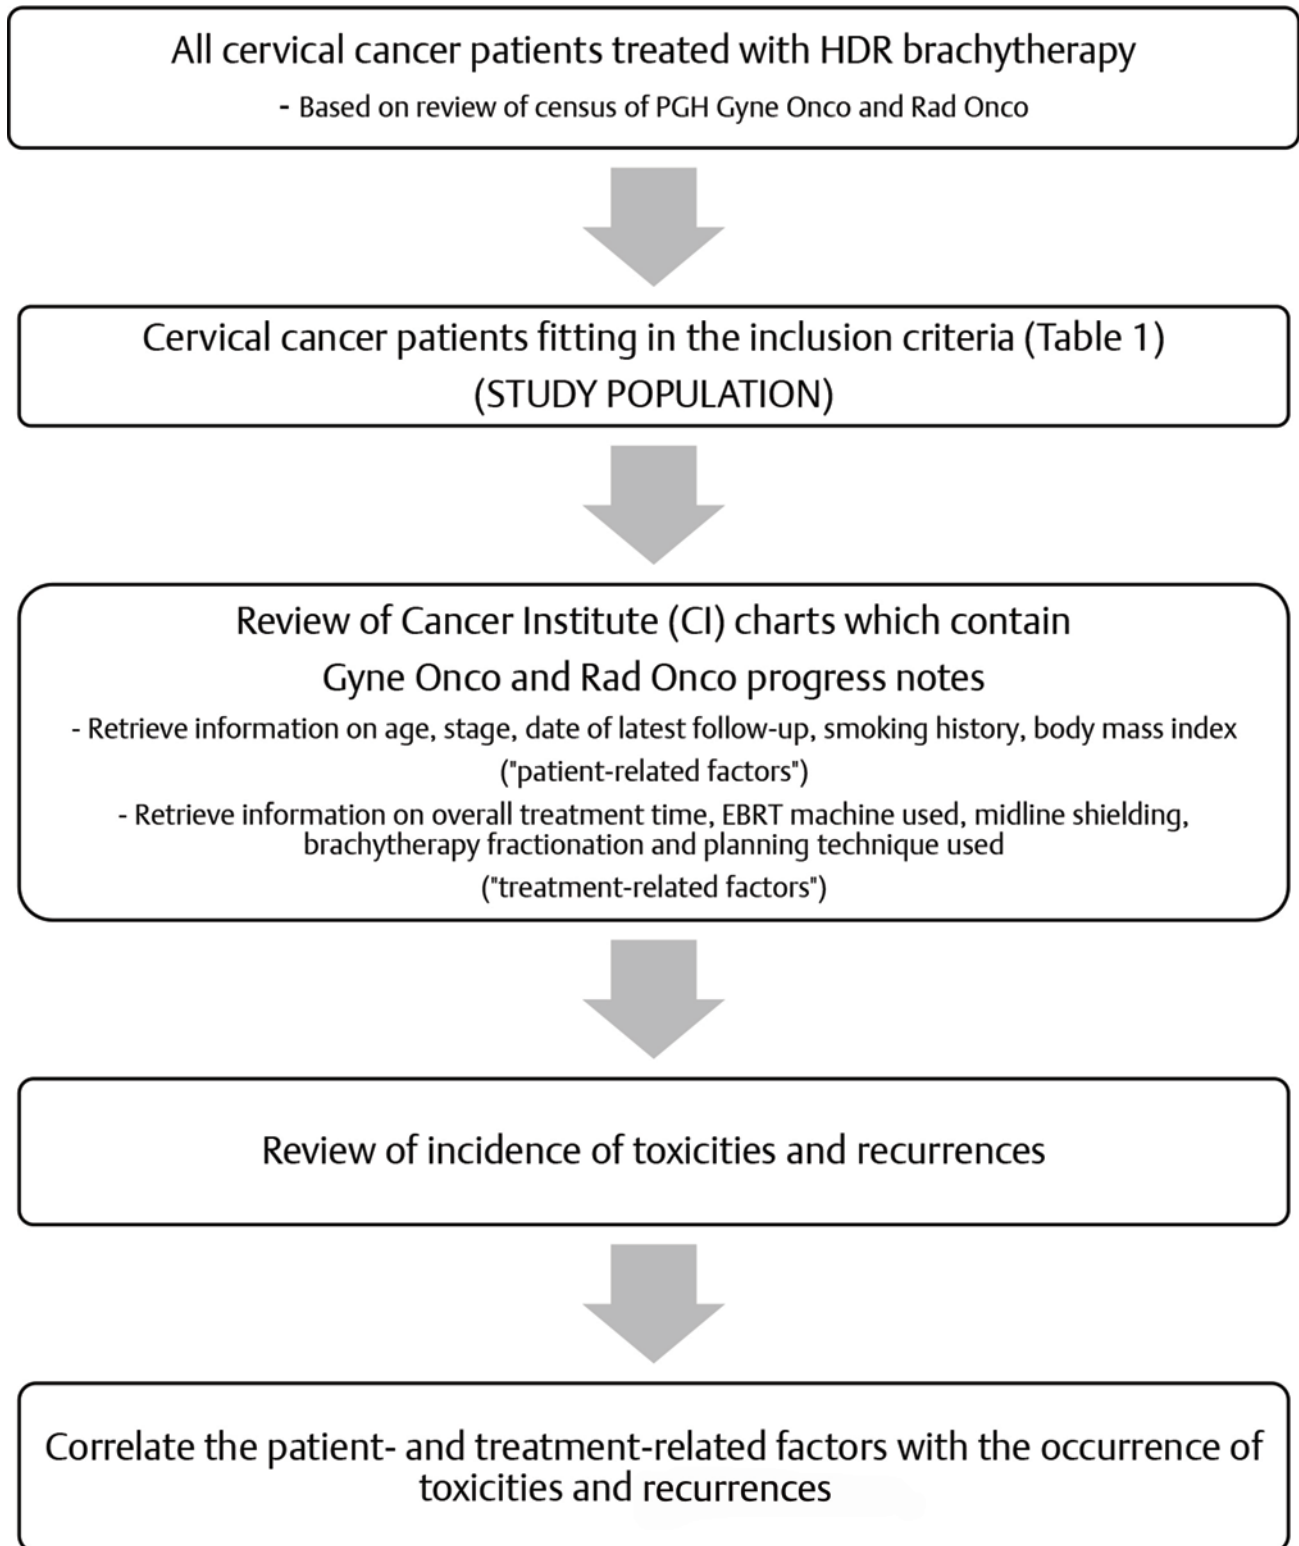 All cervical cancer patients treated with HDR brachytherapy
- Based on review of census of PGH Gyne Onco and Rad Onco
Cervical cancer patients fitting in the inclusion criteria (Table 1)
(STUDY POPULATION)
Review of Cancer Institute (CI) charts which contain
Gyne Onco and Rad Onco progress notes
- Retrieve information on age, stage, date of latest follow-up, smoking history, body mass index
("patient-related factors")
- Retrieve information on overall treatment time, EBRT machine used, midline shielding,
brachytherapy fractionation and planning technique used
("treatment-related factors")
Review of incidence of toxicities and recurrences
Correlate the patient- and treatment-related factors with the occurrence of
toxicities and recurrences